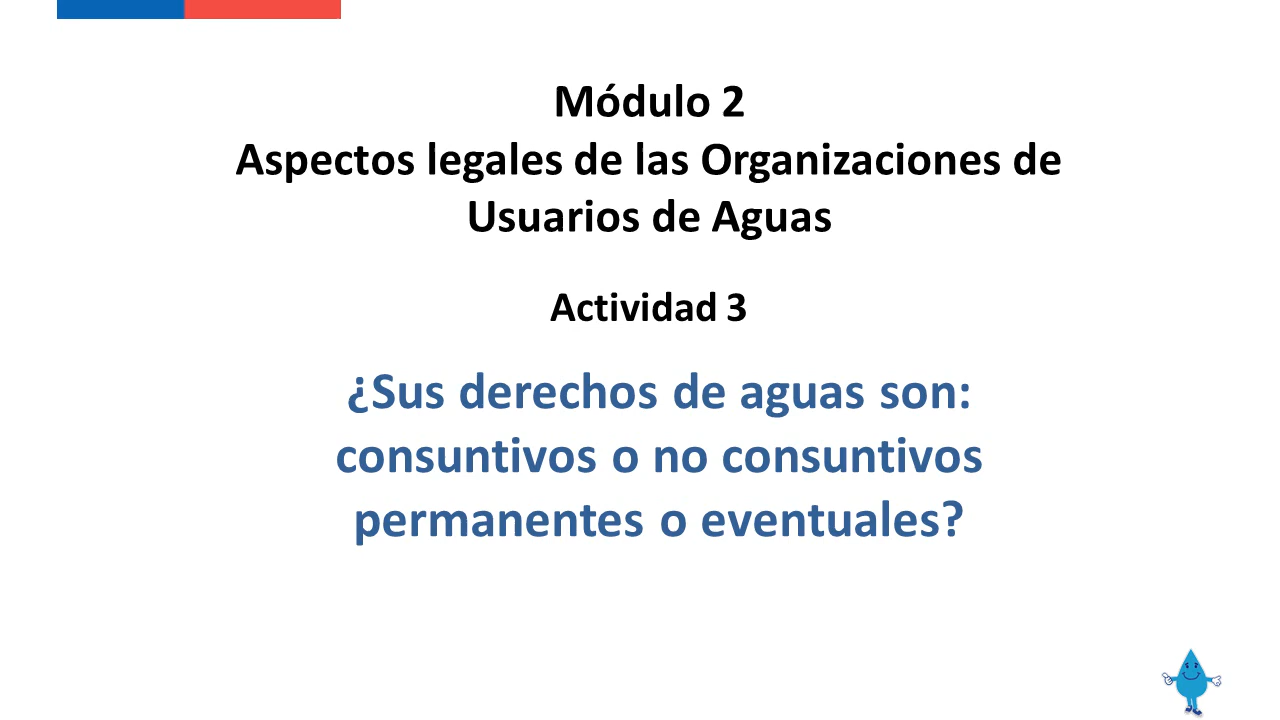 Módulo 2
Aspectos legales de las Organizaciones de
Usuarios de Aguas
Actividad 3
¿Sus derechos de aguas son:
consuntivos o no consuntivos
permanentes o eventuales?